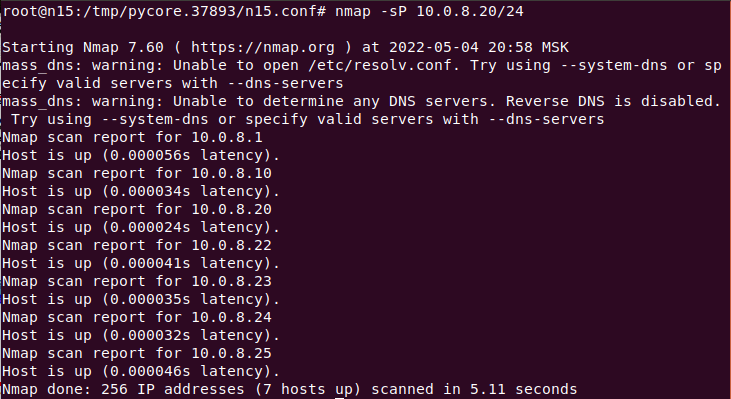 root@n15:/tmp/pycore.37893/n15.conf# nmap -sP 10.0.8.20/24
Starting Nmap 7.60 ( https://nmap.org ) at 2022-05-04 20:58 MSK
mass_dns: warning: Unable to open /etc/resolv.conf. Try using --system-dns or sp
ecify valid servers with --dns-servers
mass_dns: warning: Unable to determine any DNS servers. Reverse DNS is disabled.
 Try using --system-dns or specify valid servers with --dns-servers
Nmap scan report for 10.0.8.1
Host is up (0.000056s latency).
Nmap scan report for 10.0.8.10
Host is up (0.000034s latency).
Nmap scan report for 10.0.8.20
Host is up (0.000024s latency).
Nmap scan report for 10.0.8.22
Host is up (0.000041s latency).
Nmap scan report for 10.0.8.23
Host is up (0.000035s latency).
Nmap scan report for 10.0.8.24
Host is up (0.000032s latency).
Nmap scan report for 10.0.8.25
Host is up (0.000046s latency).
Nmap done: 256 IP addresses (7 hosts up) scanned in 5.11 seconds